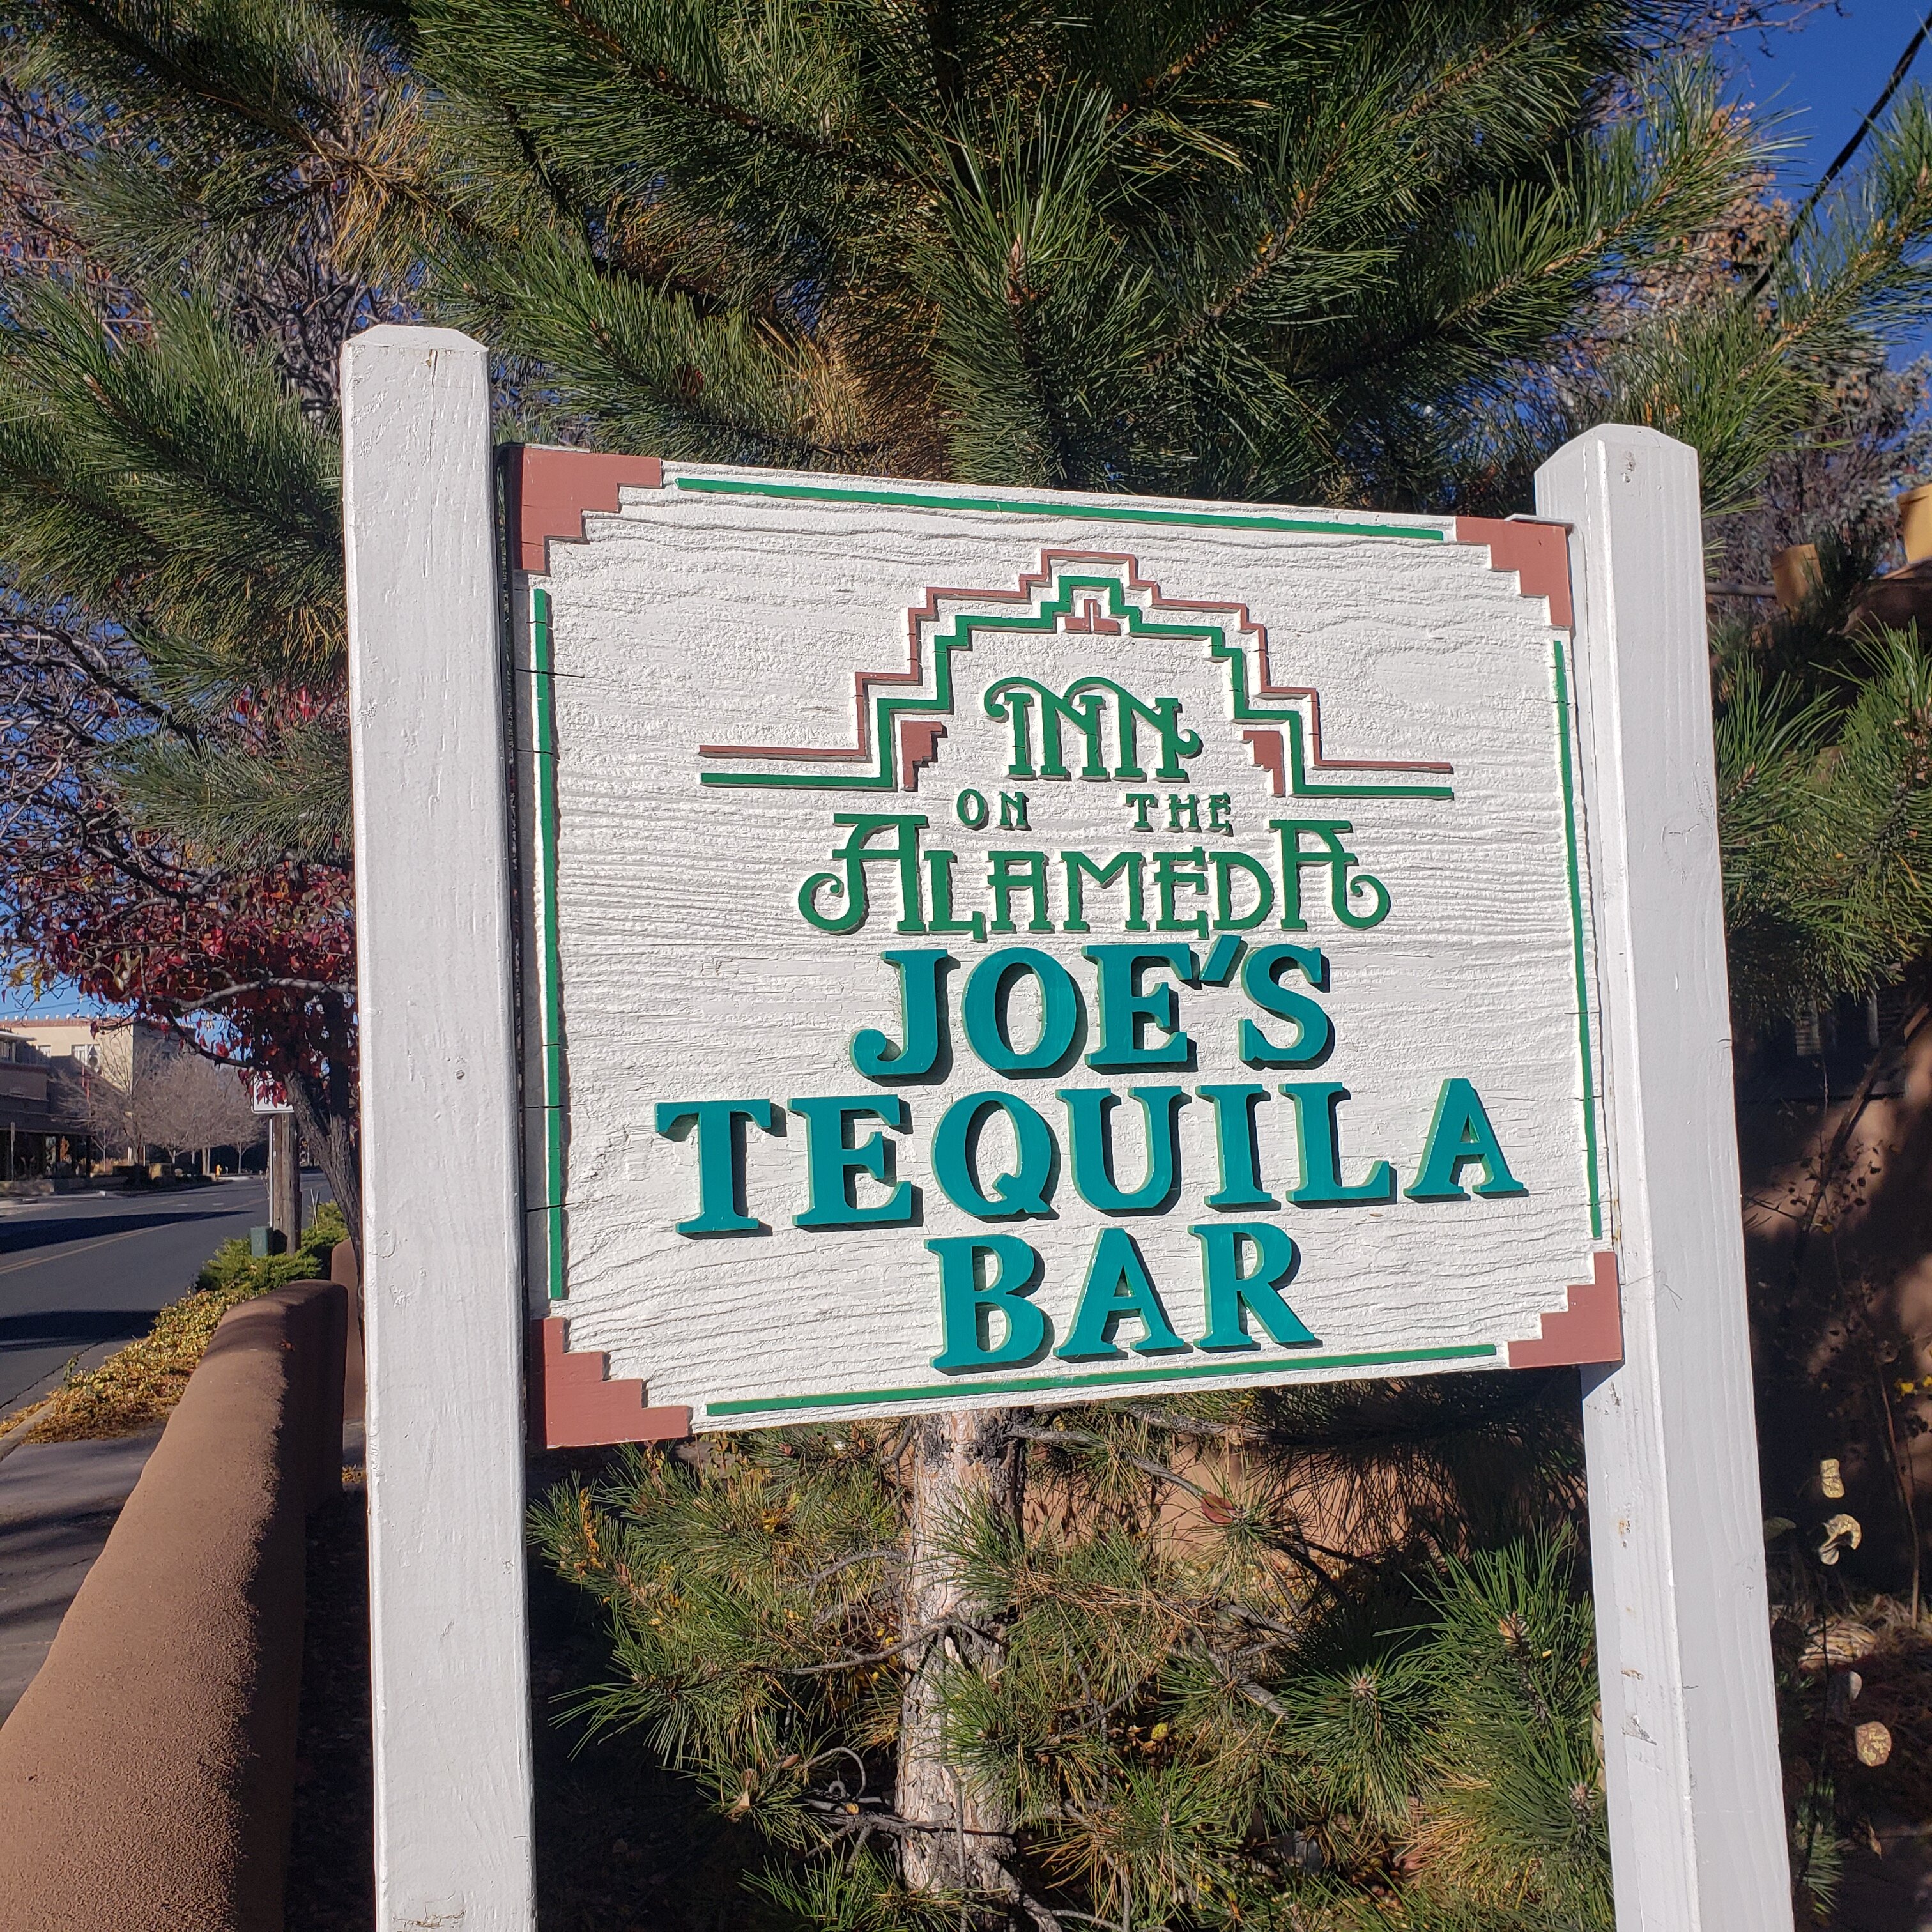 INN
ON THE
ALAMEDA
JOE'S
TEQUILA
BAR